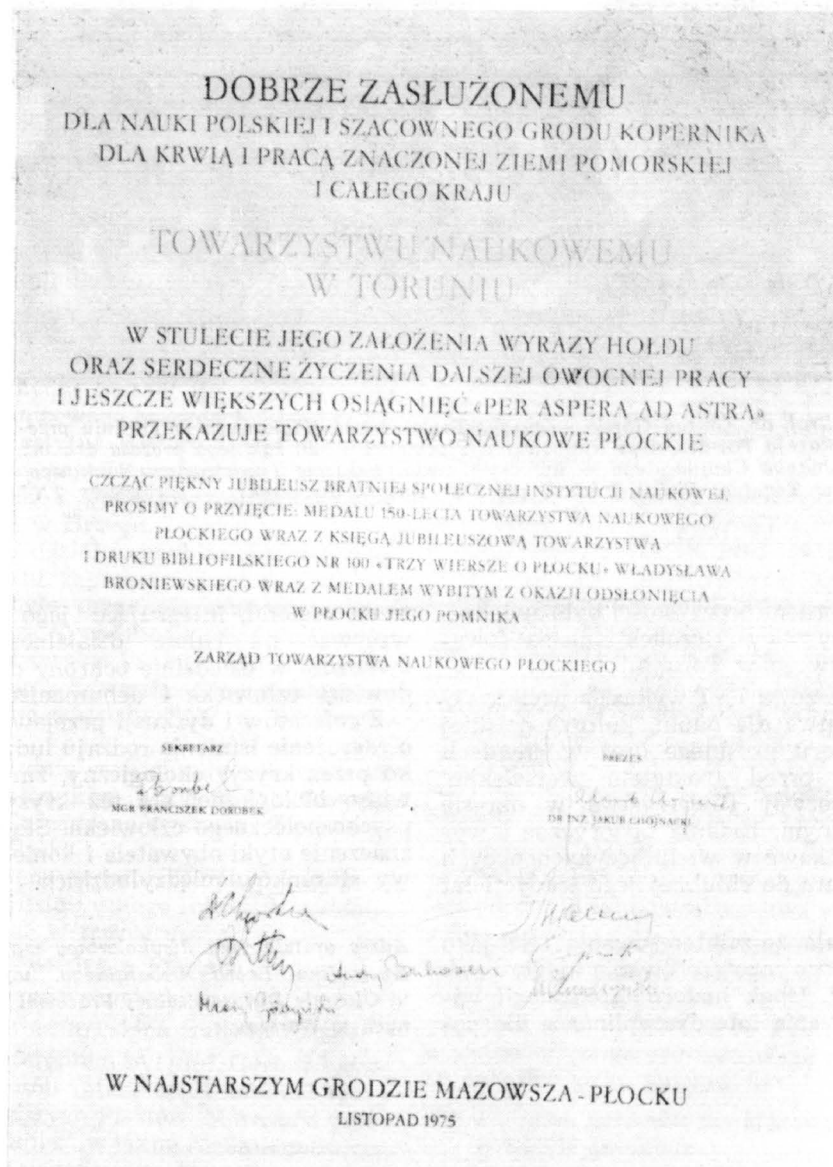 DOBRZE ZASŁUŻONEMU
DLA NAUKI POLSKIEJ I SZACOWNEGO GRODU KOPERNIKA
DLA KRWIĄ I PRACĄ ZNACZONEJ ZIEMI POMORSKIEJ
I CAŁEGO KRAJU
TOWARZYSTWU NAUKOWEMU
W TORUNIU
W STULECIE JEGO ZAŁOŻENIA WYRAZY HOŁDU
ORAZ SERDECZNE ŻYCZENIA DALSZEJ OWOCNEJ PRACY
I JESZCZE WIĘKSZYCH OSIĄGNIĘĆ «PER ASPERA AD ASTRA»
PRZEKAZUJE TOWARZYSTWO NAUKOWE PŁOCKIE
CZCZĄC PIĘKNY JUBILEUSZ BRATNIEJ SPOŁECZNEJ INSTYTUCJI NAUKOWEJ,
PROSIMY O PRZYJĘCIE: MEDALU 150-LECIA TOWARZYSTWA NAUKOWEGO
PŁOCKIEGO WRAZ Z KSIĘGĄ JUBILEUSZOWĄ TOWARZYSTWA
I DRUKU BIBLIOFILSKIEGO NR 100 «TRZY WIERSZE O PŁOCKU» WŁADYSŁAWA
BRONIEWSKIEGO WRAZ Z MEDALEM WYBITYM Z OKAZJI ODSŁONIĘCIA
W PŁOCKU JEGO POMNIKA
ZARZĄD TOWARZYSTWA NAUKOWEGO PŁOCKIEGO
SEKRETARZ
MGR FRANCISZEK DOROBEK
PREZES
DR INŻ. JAKUB CHOJNACKI
W NAJSTARSZYM GRODZIE MAZOWSZA - PŁOCKU
LISTOPAD 1975